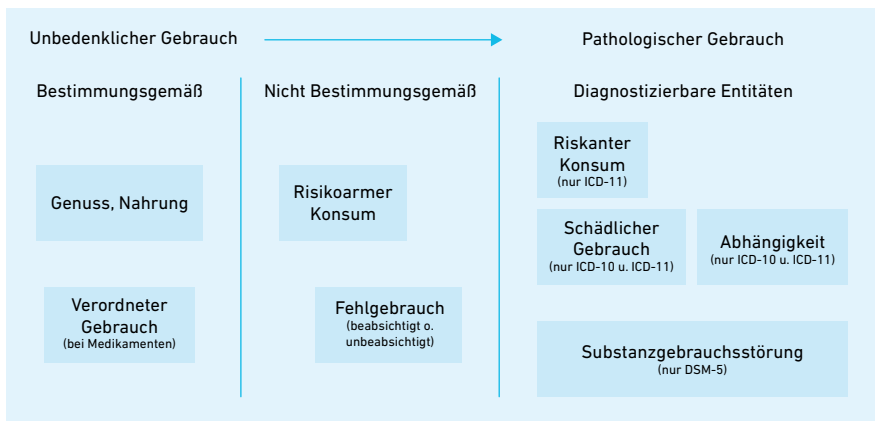 Unbedenklicher Gebrauch
Pathologischer Gebrauch
Bestimmungsgemäß
Nicht Bestimmungsgemäß
Diagnostizierbare Entitäten
Genuss, Nahrung
Verordneter
Gebrauch
(bei Medikamenten)
Risikoarmer
Konsum
Fehlgebrauch
(beabsichtigt o.
unbeabsichtigt)
Riskanter
Konsum
(nur ICD-11)
Schädlicher
Gebrauch
(nur ICD-10 u. ICD-11)
Abhängigkeit
(nur ICD-10 u. ICD-11)
Substanzgebrauchsstörung
(nur DSM-5)